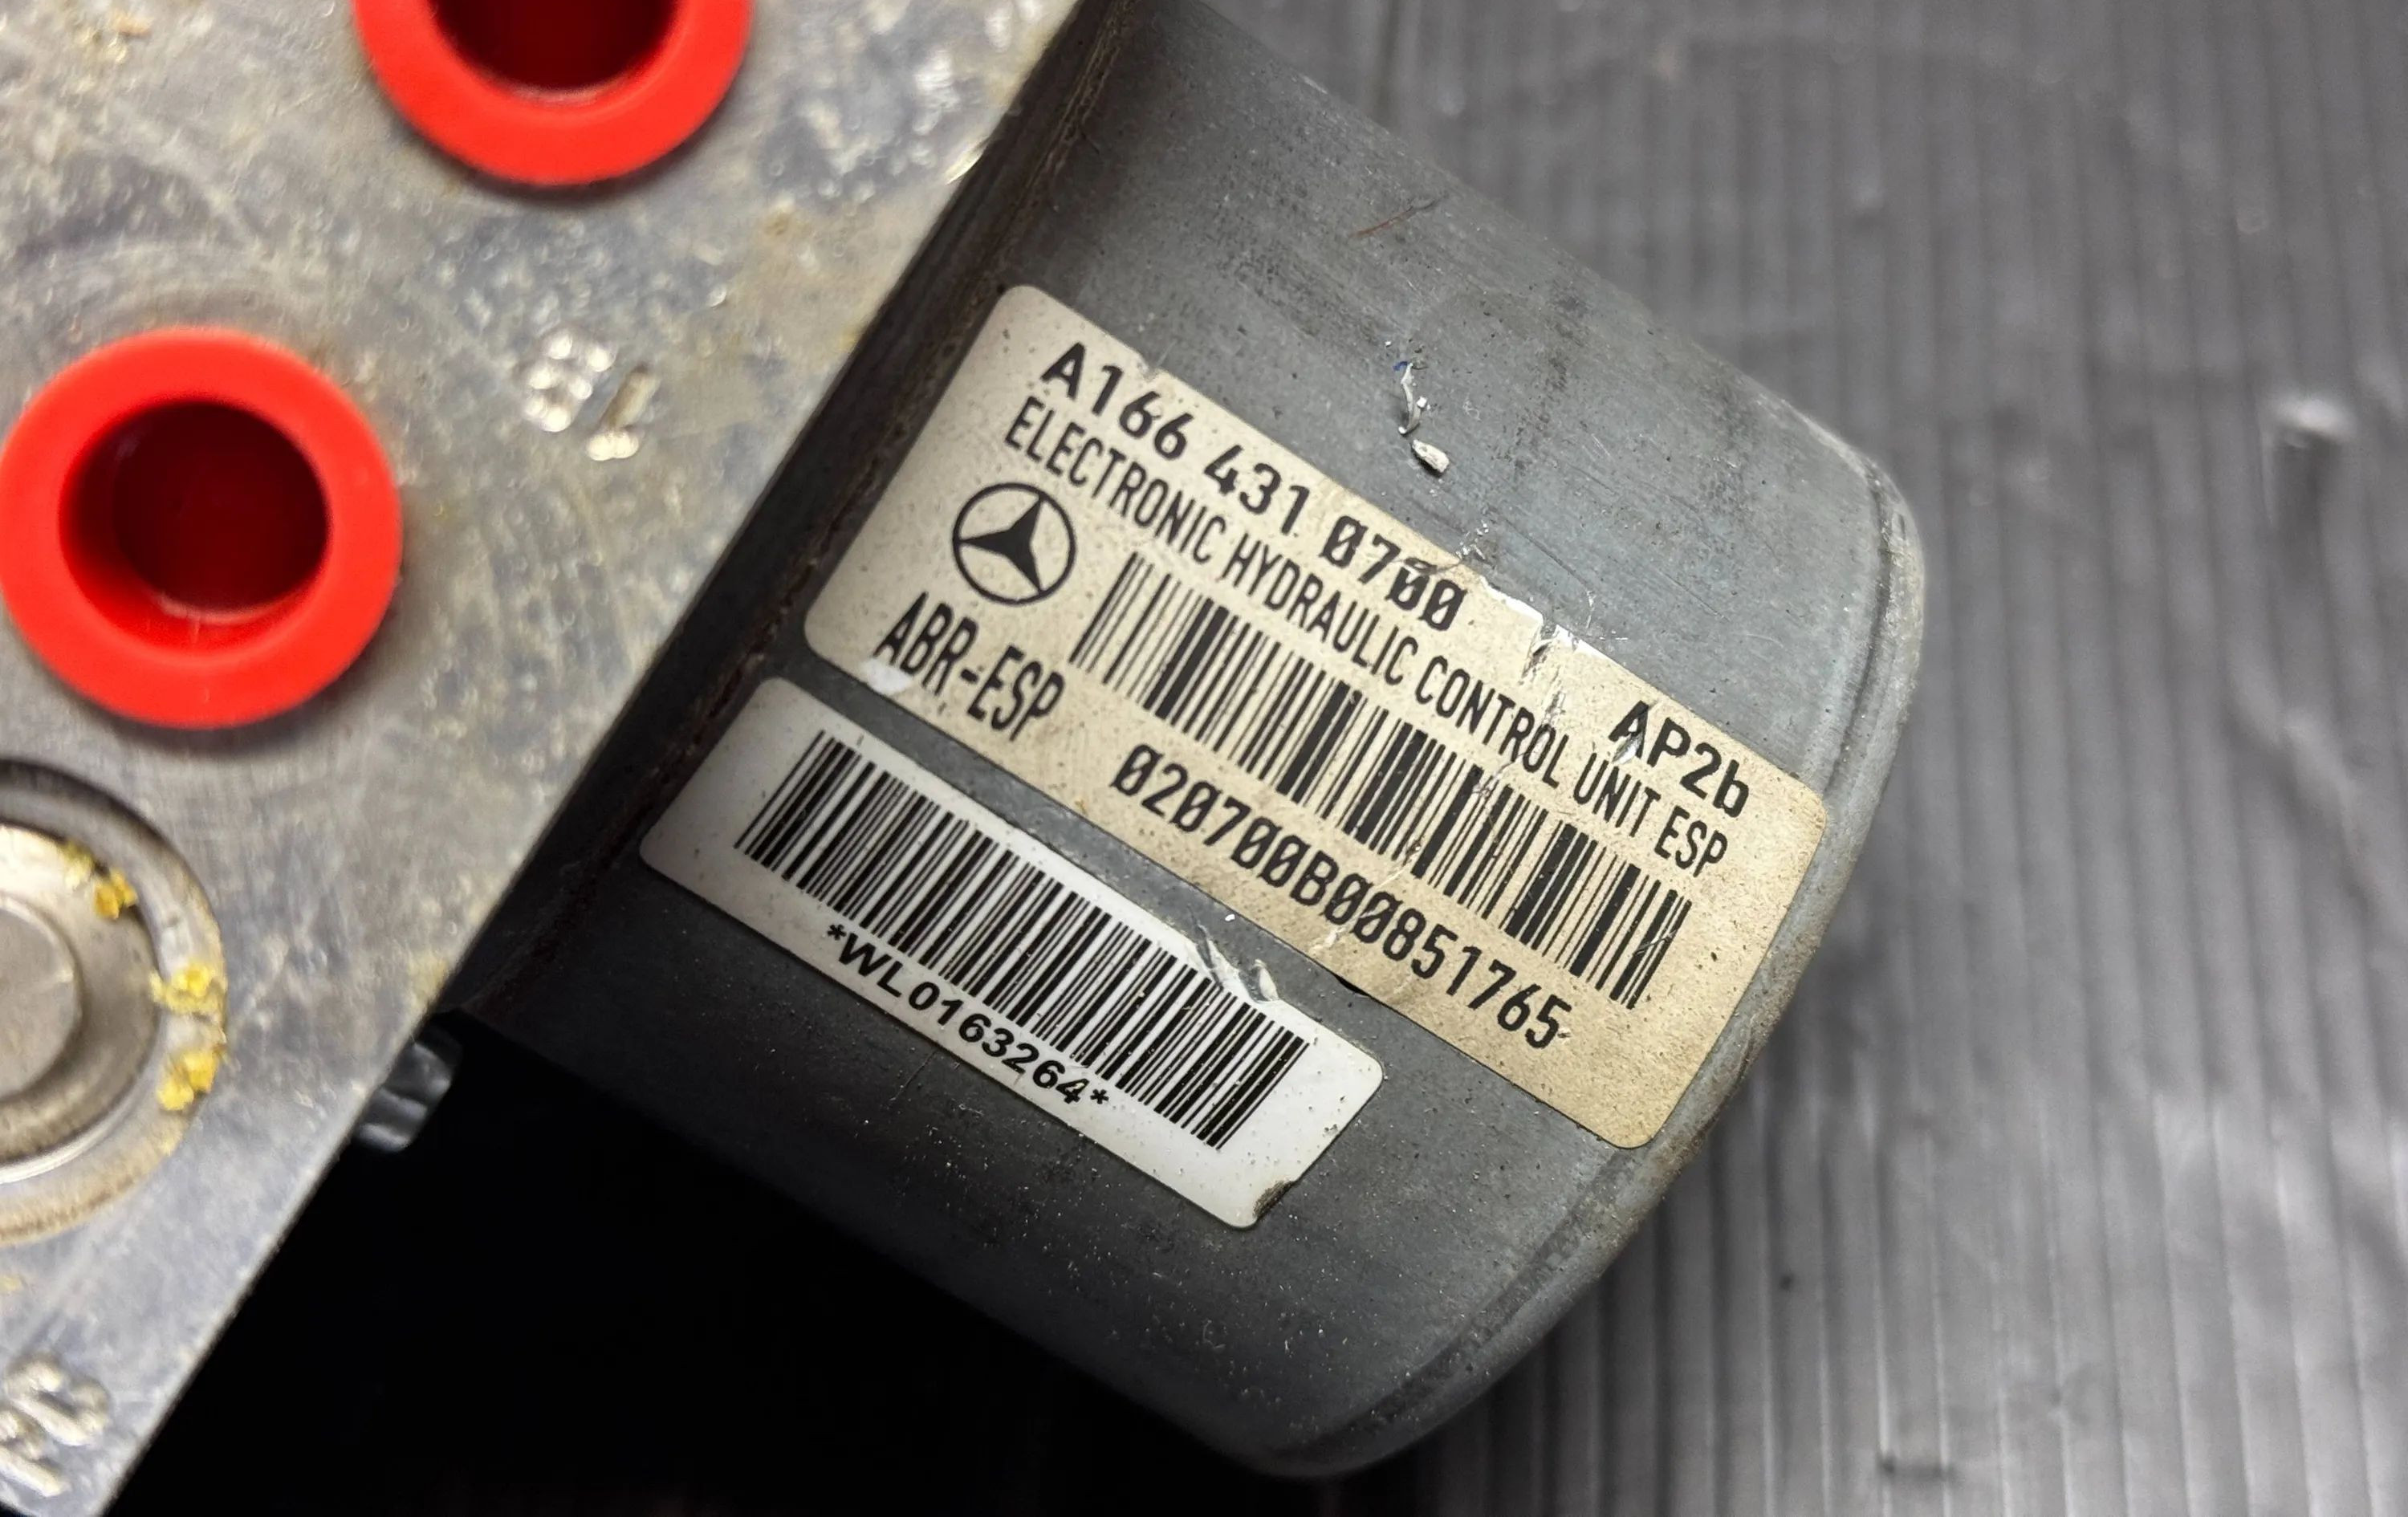 A166 431 0700 AP2b
ELECTRONIC HYDRAULIC CONTROL UNIT ESP
ABR-ESP
020700B00851765
*WL0163264*